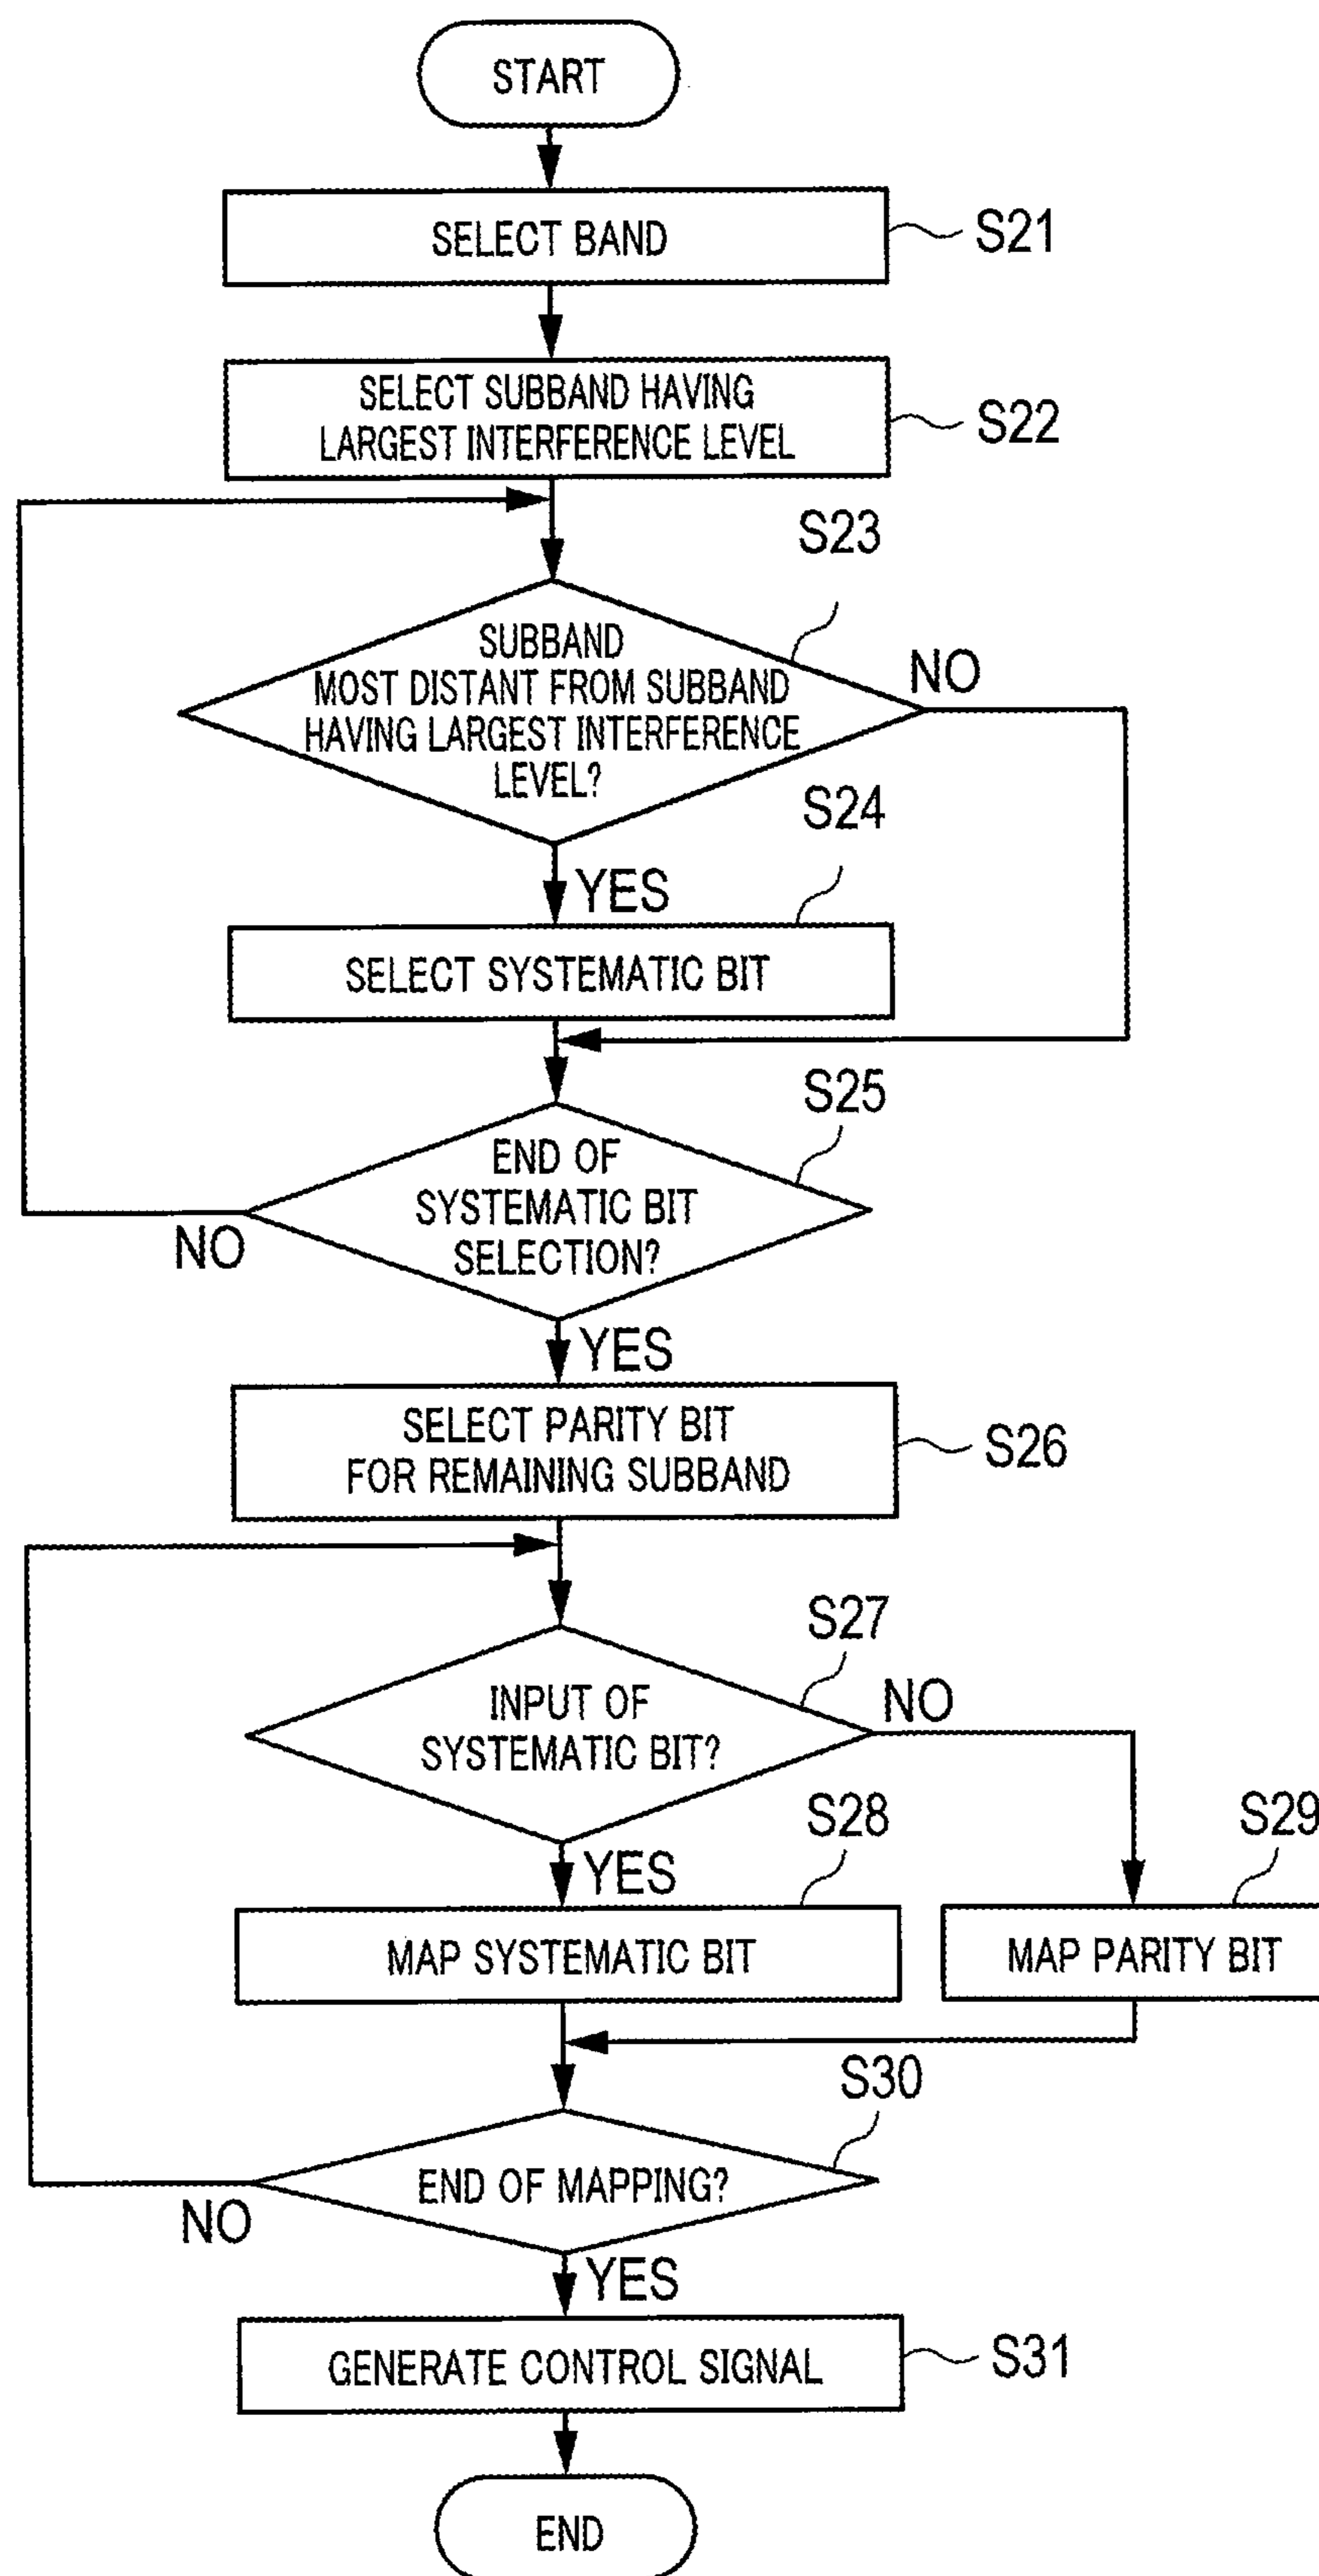 START
SELECT BAND
S21
SELECT SUBBAND HAVING
LARGEST INTERFERENCE LEVEL
S22
S23
SUBBAND
MOST DISTANT FROM SUBBAND
HAVING LARGEST INTERFERENCE
LEVEL?
NO
YES
S24
SELECT SYSTEMATIC BIT
S25
END OF
SYSTEMATIC BIT
SELECTION?
NO
YES
SELECT PARITY BIT
FOR REMAINING SUBBAND
S26
S27
INPUT OF
SYSTEMATIC BIT?
NO
YES
S28
MAP SYSTEMATIC BIT
S29
MAP PARITY BIT
S30
END OF MAPPING?
NO
YES
GENERATE CONTROL SIGNAL
S31
END